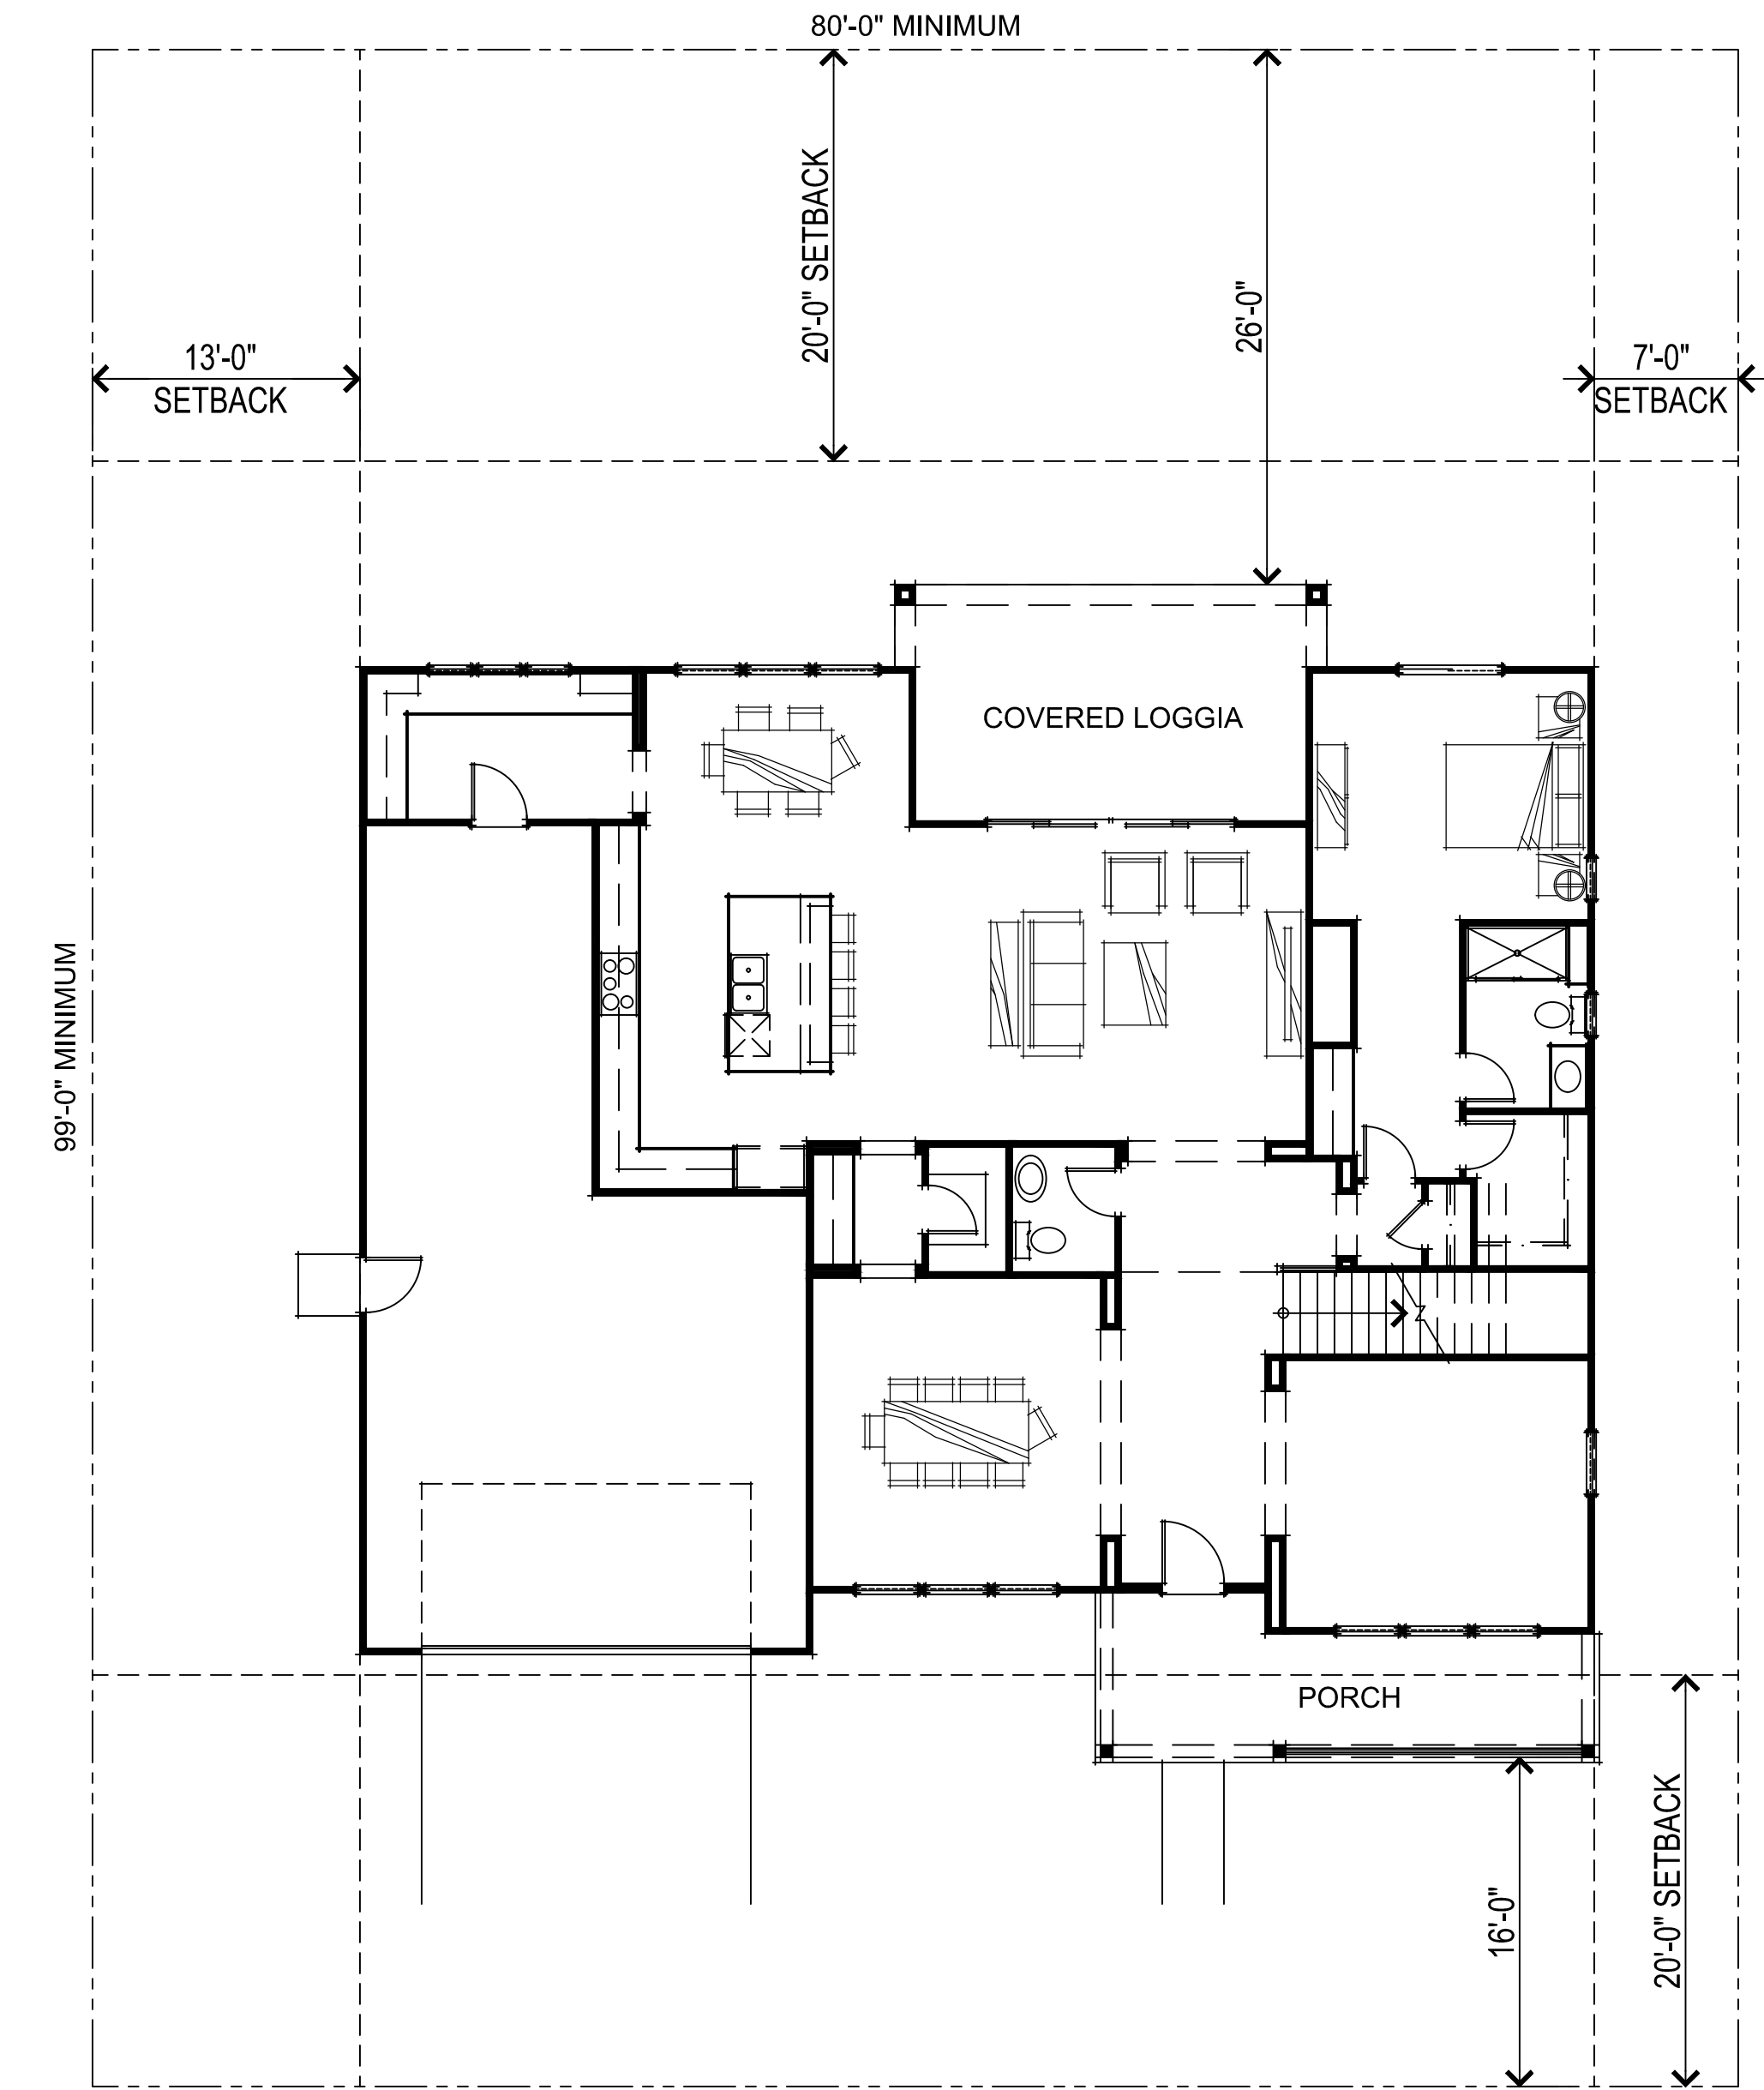 80'-0" MINIMUM
20'-0" SETBACK
26'-0"
13'-0"
SETBACK
7'-0"
SETBACK
COVERED LOGGIA
99'-0" MINIMUM
PORCH
16'-0"
20'-0" SETBACK